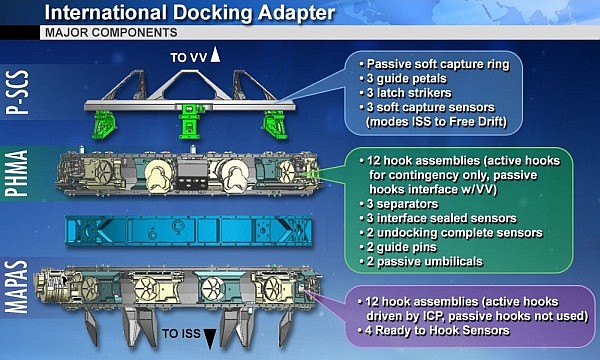 International Docking Adapter
MAJOR COMPONENTS
P-SCS
TO VV
• Passive soft capture ring
• 3 guide petals
• 3 latch strikers
• 3 soft capture sensors
(modes ISS to Free Drift)
PHMA
• 12 hook assemblies (active hooks
for contingency only, passive
hooks interface w/VV)
• 3 separators
• 3 interface sealed sensors
• 2 undocking complete sensors
• 2 guide pins
• 2 passive umbilicals
MAPAS
TO ISS
• 12 hook assemblies (active hooks
driven by ICP, passive hooks not used)
• 4 Ready to Hook Sensors